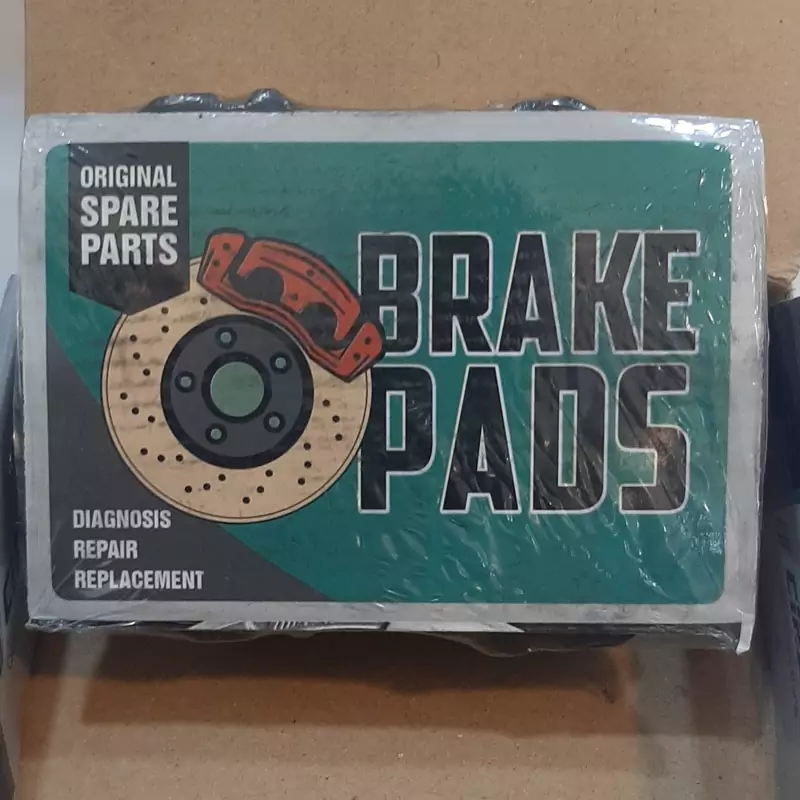 ORIGINAL
SPARE
PARTS
BRAKE
PADS
DIAGNOSIS
REPAIR
REPLACEMENT